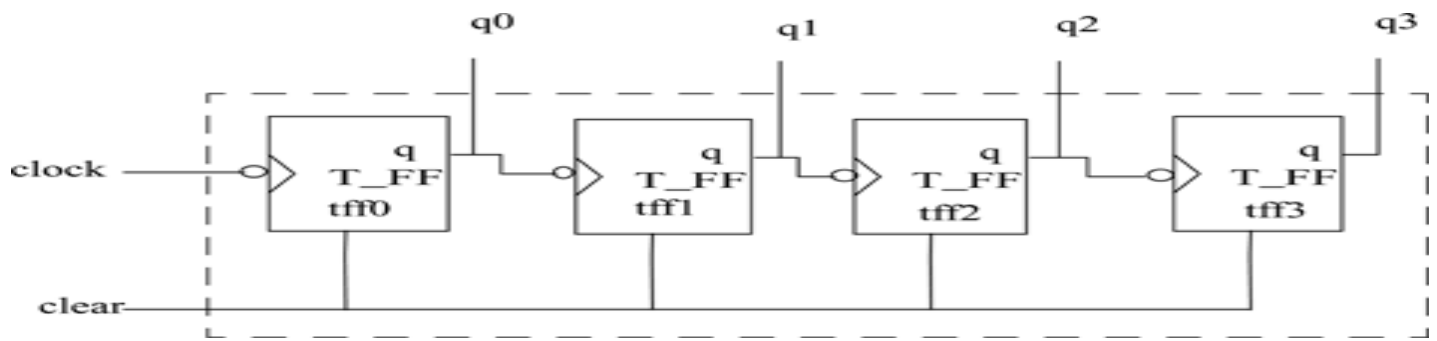 q0 q1 q2 q3
q q q q
clock
T_FF T_FF T_FF T_FF
tff0 tff1 tff2 tff3
clear